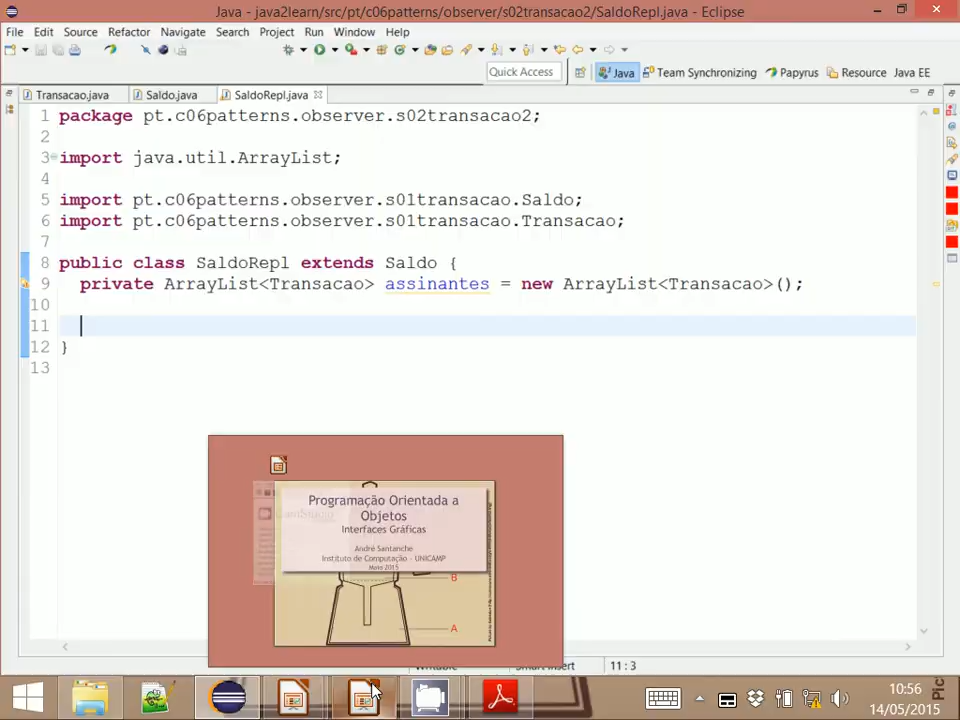 Java - java2learn/src/pt/c06patterns/observer/s02transacao2/SaldoRepl.java - Eclipse
File Edit Source Refactor Navigate Search Project Run Window Help
Quick Access
Java
Team Synchronizing
Papyrus
Resource
Java EE
Transacao.java
Saldo.java
SaldoRepl.java
1 package pt.c06patterns.observer.s02transacao2;
2
3 import java.util.ArrayList;
4
5 import pt.c06patterns.observer.s01transacao.Saldo;
6 import pt.c06patterns.observer.s01transacao.Transacao;
7
8 public class SaldoRepl extends Saldo {
9 private ArrayList<Transacao> assinantes = new ArrayList<Transacao>();
10
11
12 }
13
Programação Orientada a
Objetos
Interfaces Gráficas
André Santanchè
Instituto de Computação - UNICAMP
Maio 2015
B
A
Writable
Smart Insert
11 : 3
10:56
14/05/2015
Pic